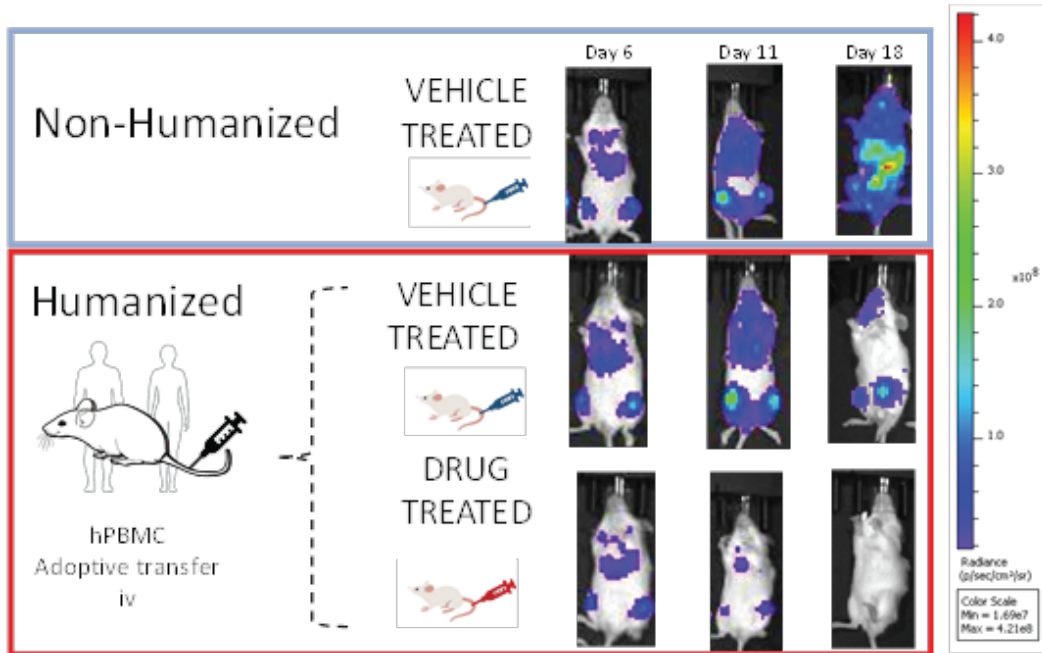 Day 6
Day 11
Day 18
Non-Humanized
VEHICLE
TREATED
Humanized
VEHICLE
TREATED
DRUG
TREATED
hPBMC
Adoptive transfer
iv
4.0
3.0
x10⁸
2.0
1.0
Radiance
(p/sec/cm²/sr)
Color Scale
Min = 1.69e7
Max = 4.21e8